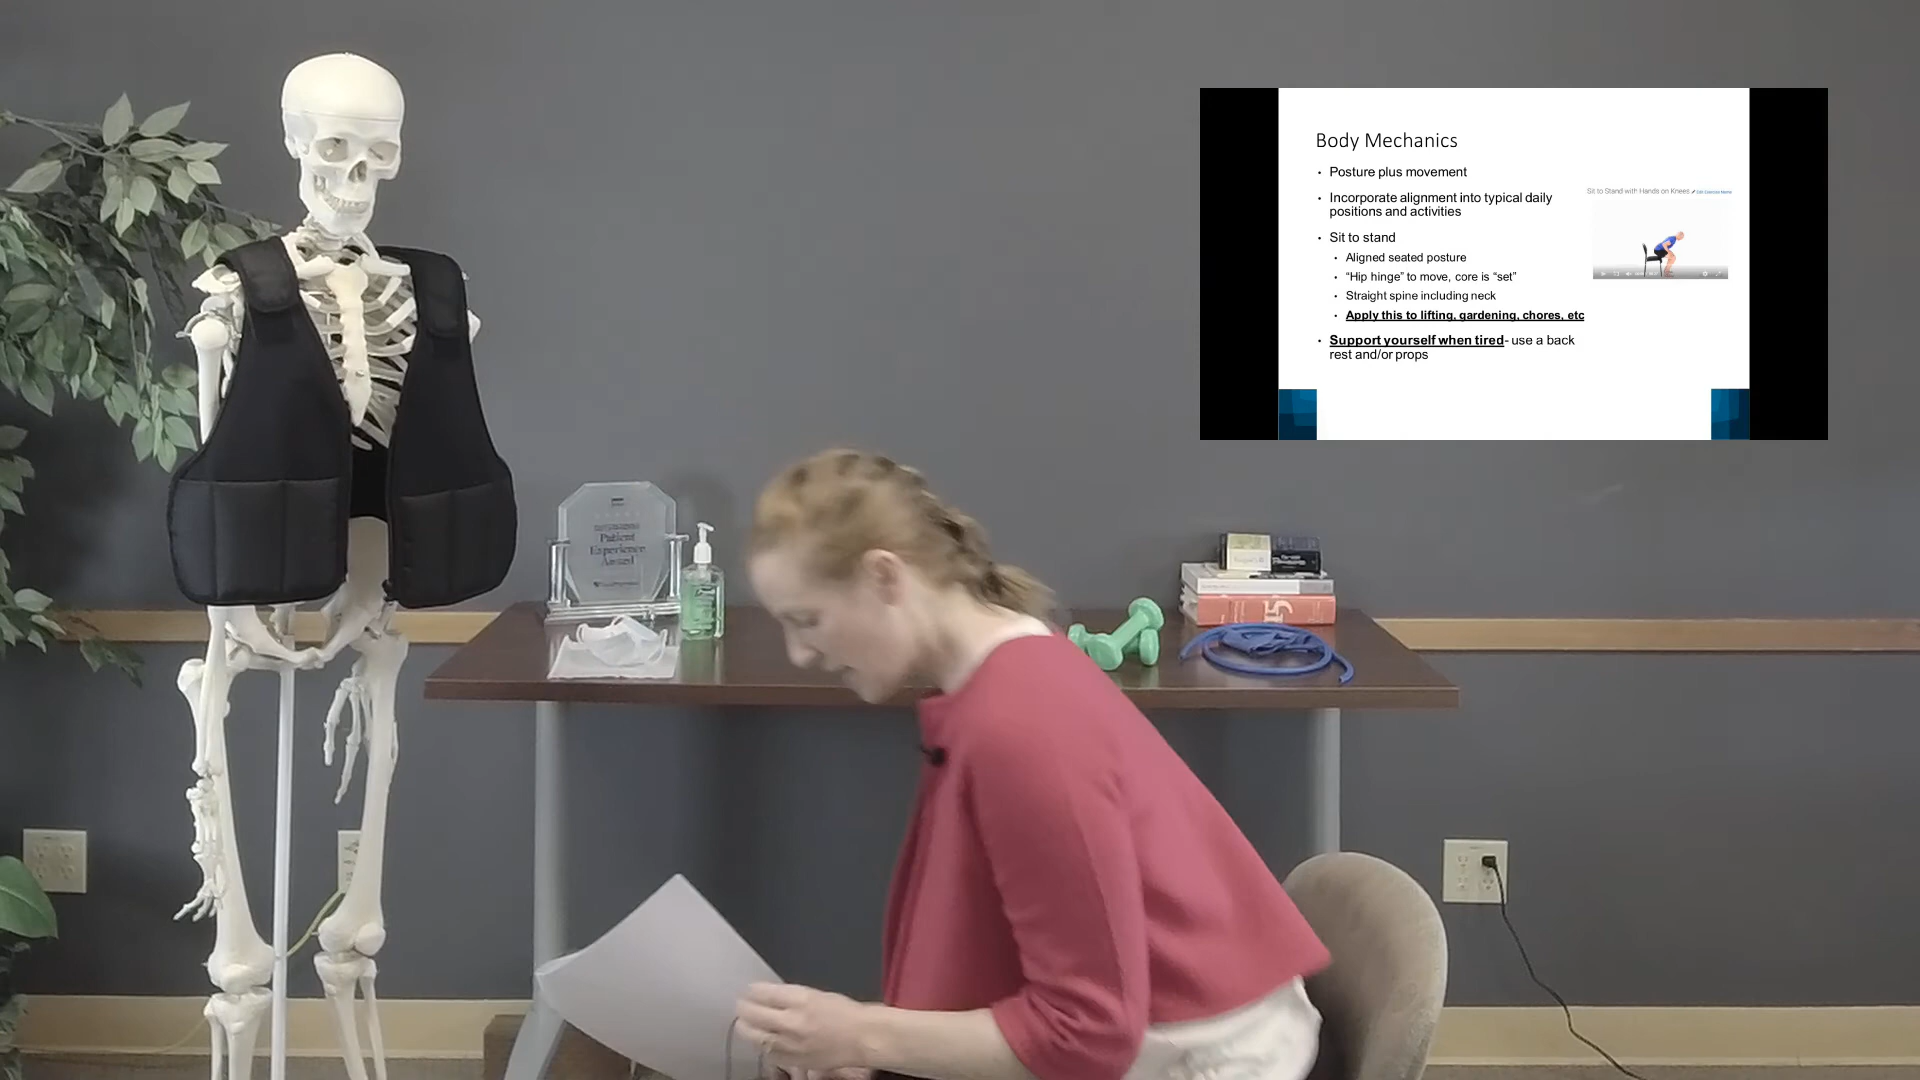 Body Mechanics
• Posture plus movement
• Incorporate alignment into typical daily
positions and activities
Sit to Stand with Hands on Knees
• Sit to stand
• Aligned seated posture
• “Hip hinge” to move, core is “set”
• Straight spine including neck
• Apply this to lifting, gardening, chores, etc
• Support yourself when tired- use a back
rest and/or props
Patient
Experience
Award
15